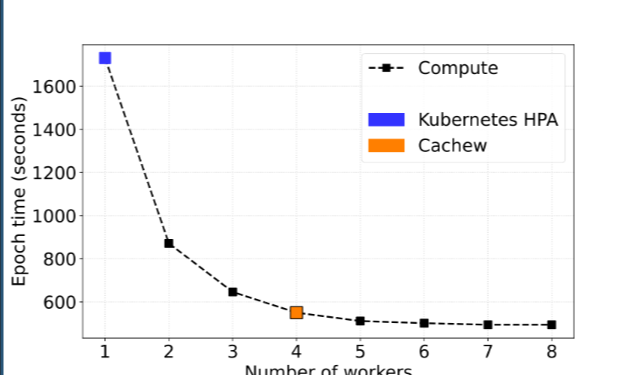 Compute
Kubernetes HPA
Cachew
Epoch time (seconds)
1600
1400
1200
1000
800
600
1 2 3 4 5 6 7 8
Number of workers